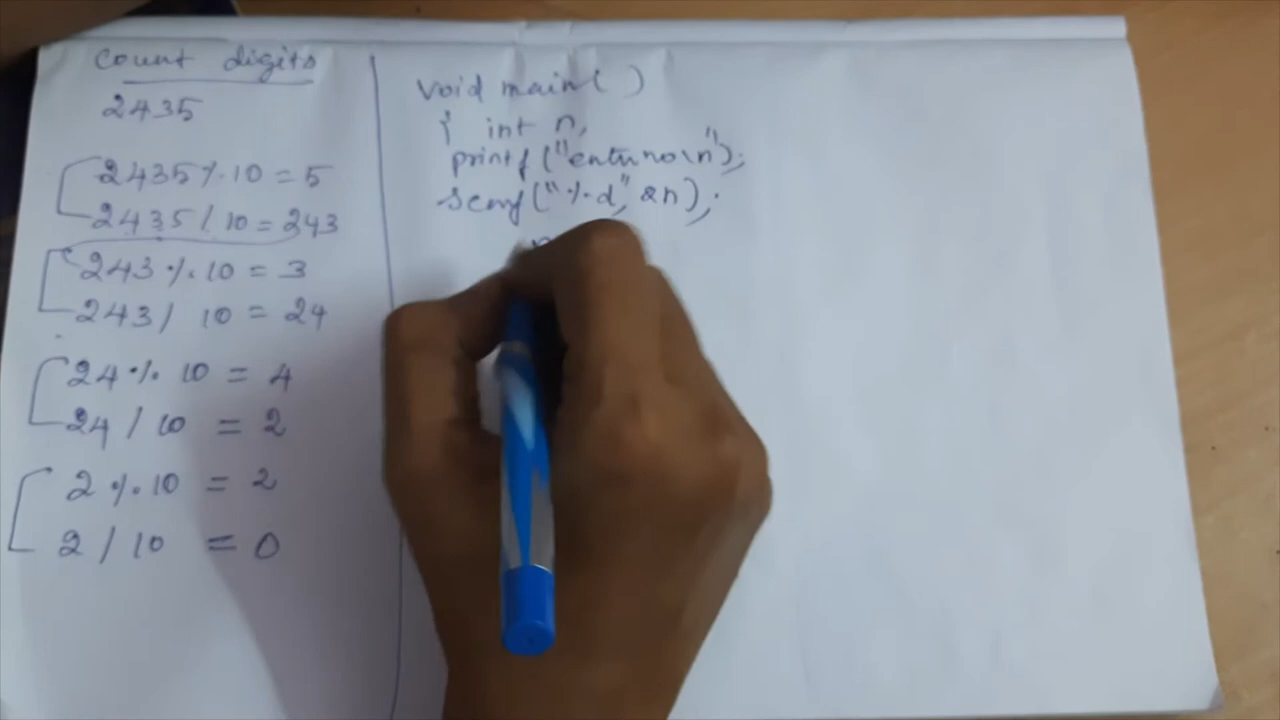 count digits
2435
2435 % 10 = 5
2435 / 10 = 243
243 % 10 = 3
243 / 10 = 24
24 % 10 = 4
24 / 10 = 2
2 % 10 = 2
2 / 10 = 0
void main( )
{ int n,
printf ("enter no \n");
scanf ("%d", &n);